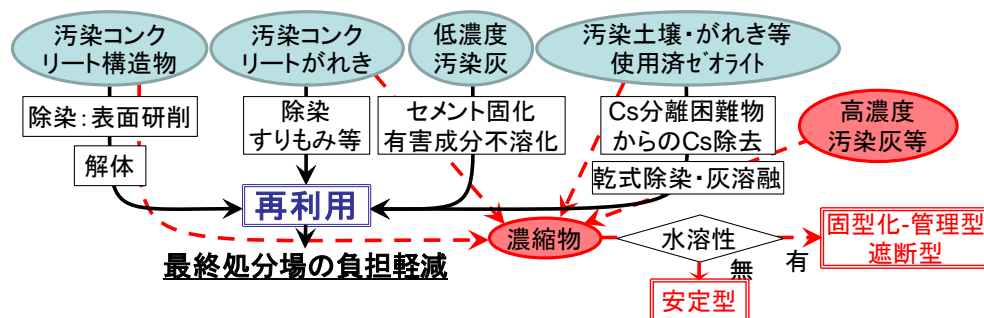 汚染コンク
リート構造物
汚染コンク
リートがれき
低濃度
汚染灰
汚染土壌・がれき等
使用済ｾﾞｵﾗｲﾄ
高濃度
汚染灰等
除染：表面研削
解体
除染
すりもみ等
セメント固化
有害成分不溶化
Cs分離困難物
からのCs除去
乾式除染・灰溶融
再利用
最終処分場の負担軽減
濃縮物
水溶性
無
有
安定型
固型化-管理型
遮断型